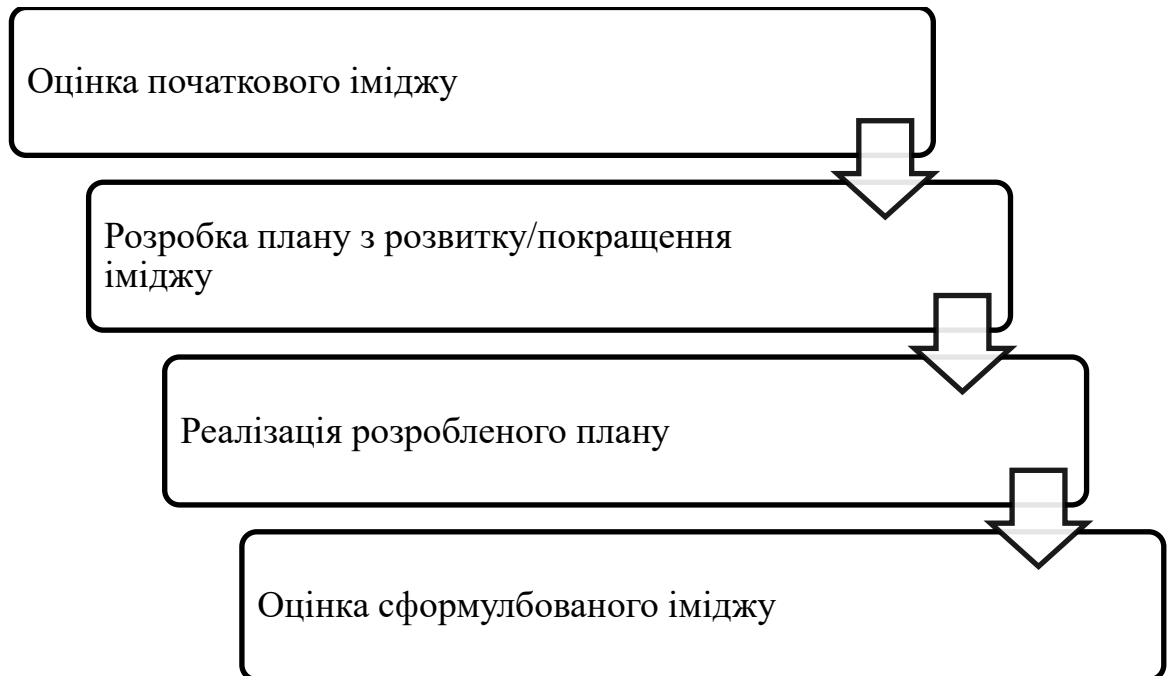 Оцінка початкового іміджу
Розробка плану з розвитку/покращення
іміджу
Реалізація розробленого плану
Оцінка сформулбованого іміджу